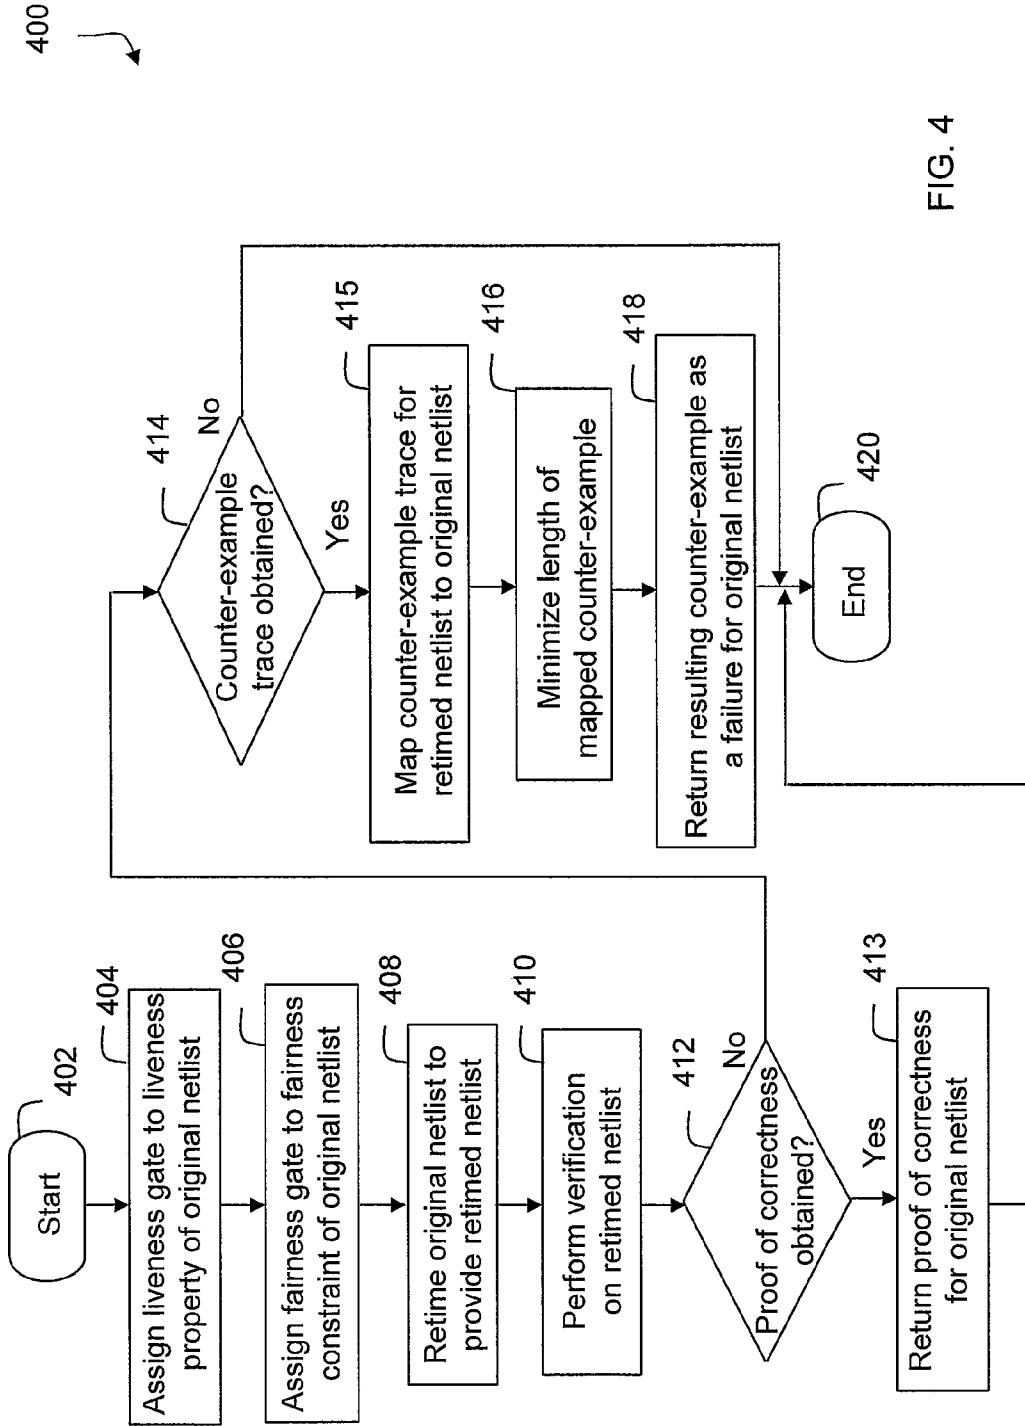 400
Start
402
Assign liveness gate to liveness
property of original netlist
404
Assign fairness gate to fairness
constraint of original netlist
406
Retime original netlist to
provide retimed netlist
408
Perform verification
on retimed netlist
410
Proof of correctness
obtained?
412
No
Yes
Return proof of correctness
for original netlist
413
Counter-example
trace obtained?
414
No
Yes
Map counter-example trace for
retimed netlist to original netlist
415
Minimize length of
mapped counter-example
416
Return resulting counter-example as
a failure for original netlist
418
End
420
FIG. 4